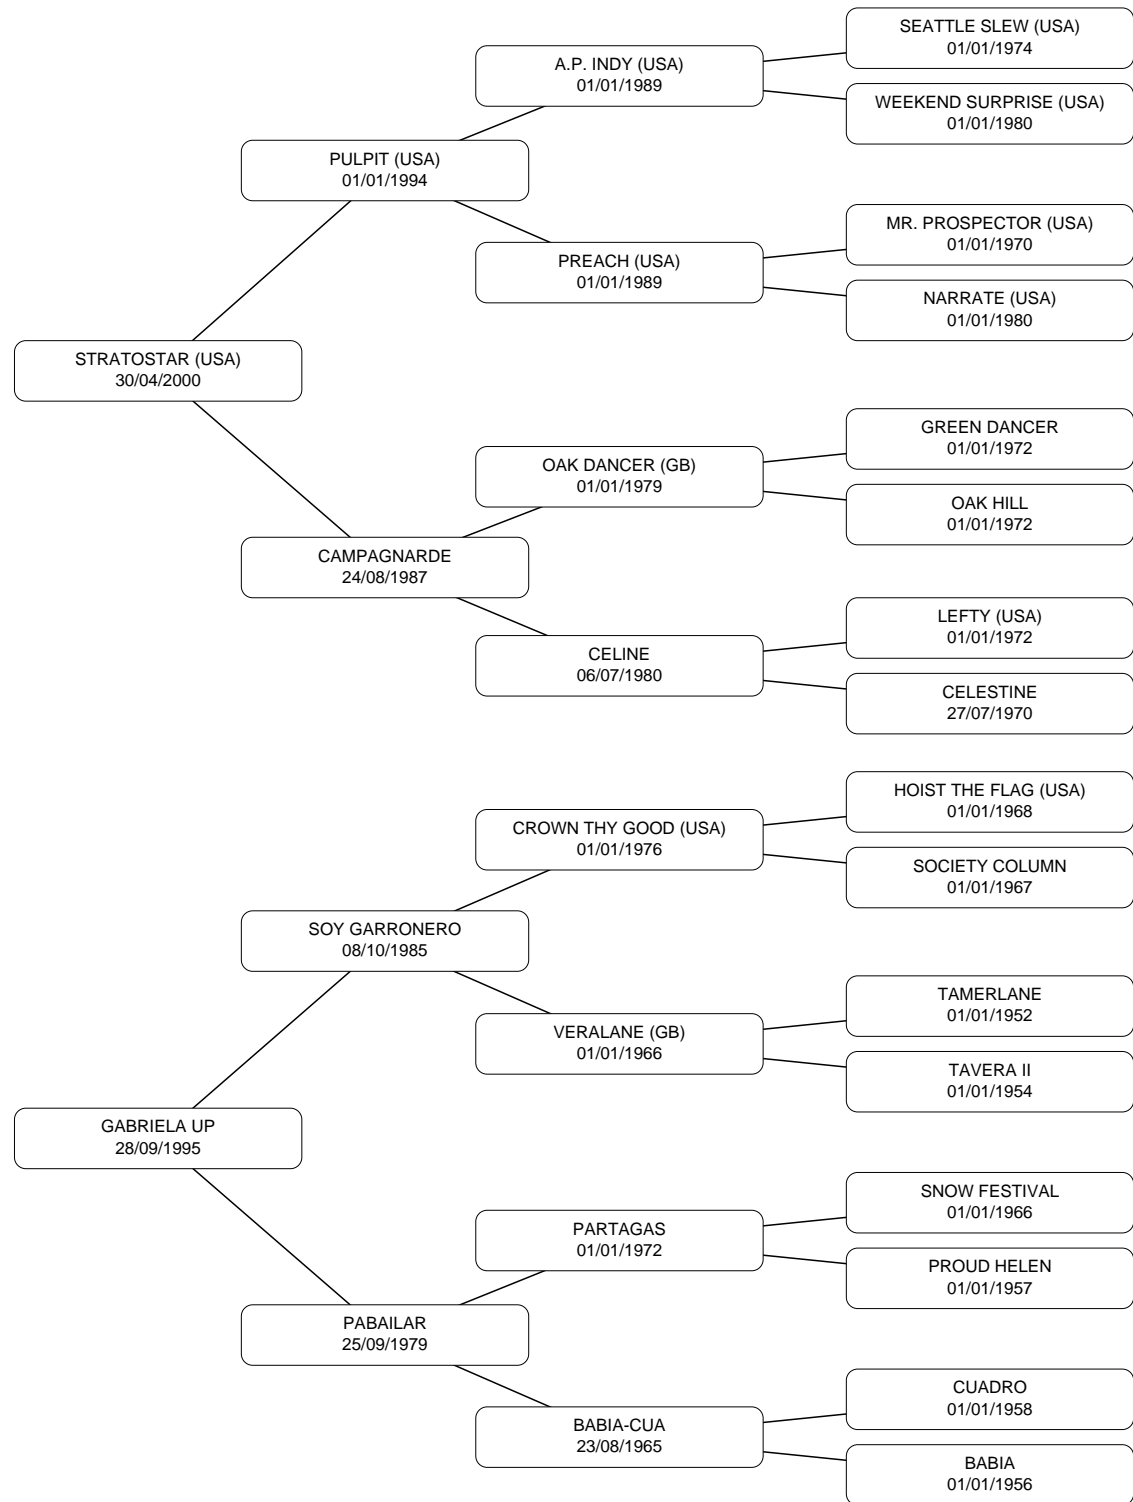 SEATTLE SLEW (USA)
01/01/1974
A.P. INDY (USA)
01/01/1989
WEEKEND SURPRISE (USA)
01/01/1980
PULPIT (USA)
01/01/1994
MR. PROSPECTOR (USA)
01/01/1970
PREACH (USA)
01/01/1989
NARRATE (USA)
01/01/1980
STRATOSTAR (USA)
30/04/2000
GREEN DANCER
01/01/1972
OAK DANCER (GB)
01/01/1979
OAK HILL
01/01/1972
CAMPAGNARDE
24/08/1987
LEFTY (USA)
01/01/1972
CELINE
06/07/1980
CELESTINE
27/07/1970
HOIST THE FLAG (USA)
01/01/1968
CROWN THY GOOD (USA)
01/01/1976
SOCIETY COLUMN
01/01/1967
SOY GARRONERO
08/10/1985
TAMERLANE
01/01/1952
VERALANE (GB)
01/01/1966
TAVERA II
01/01/1954
GABRIELA UP
28/09/1995
SNOW FESTIVAL
01/01/1966
PARTAGAS
01/01/1972
PROUD HELEN
01/01/1957
PABAILAR
25/09/1979
CUADRO
01/01/1958
BABIA-CUA
23/08/1965
BABIA
01/01/1956